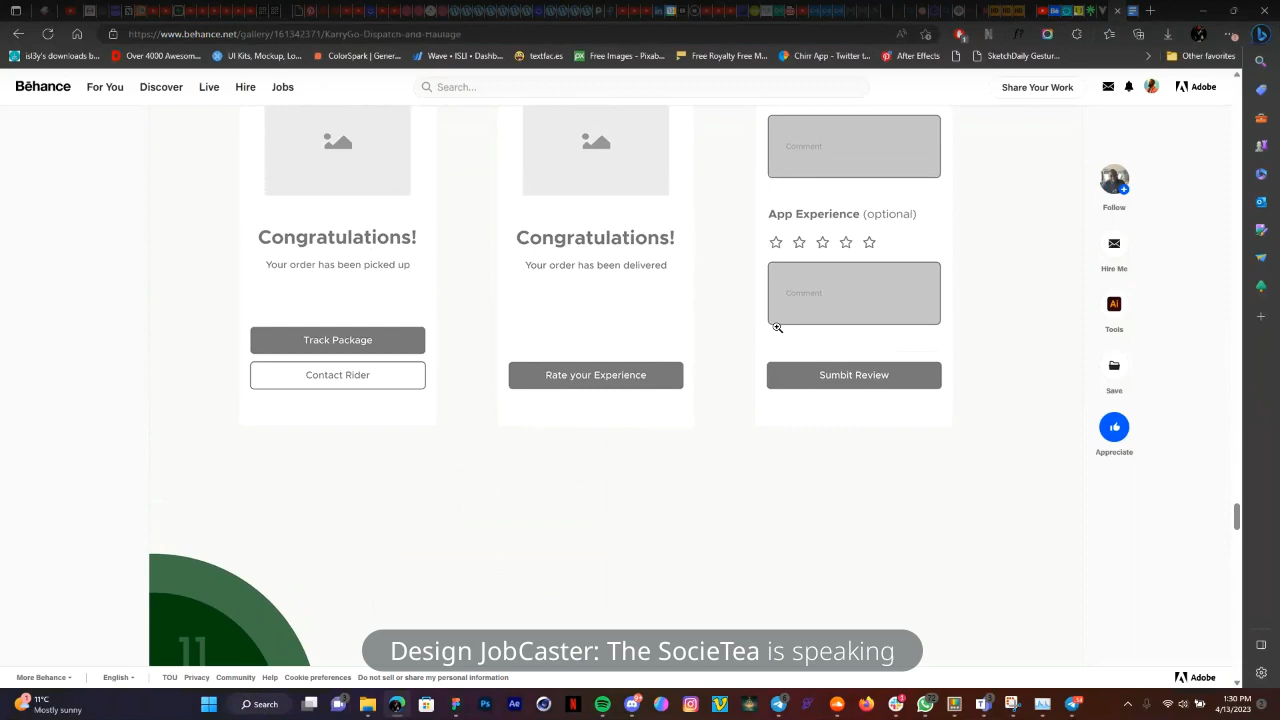 https://www.behance.net/gallery/161342371/KarryGo-Dispatch-and-Haulage
isl3y's downloads b...
Over 4000 Awesom...
UI Kits, Mockup, Lo...
ColorSpark | Gener...
Wave • ISLI • Dashb...
textfac.es
Free Images - Pixab...
Free Royalty Free M...
Chirr App - Twitter t...
After Effects
SketchDaily Gestur...
Other favorites
Bēhance
For You
Discover
Live
Hire
Jobs
Search...
Share Your Work
Adobe
Comment
App Experience (optional)
Congratulations!
Congratulations!
Your order has been picked up
Your order has been delivered
Comment
Track Package
Contact Rider
Rate your Experience
Sumbit Review
Follow
Hire Me
Ai
Tools
Save
Appreciate
11
Design JobCaster: The SocieTea is speaking
More Behance
English
TOU
Privacy
Community
Help
Cookie preferences
Do not sell or share my personal information
Adobe
11°C
Mostly sunny
Search
1:30 PM
4/13/2023